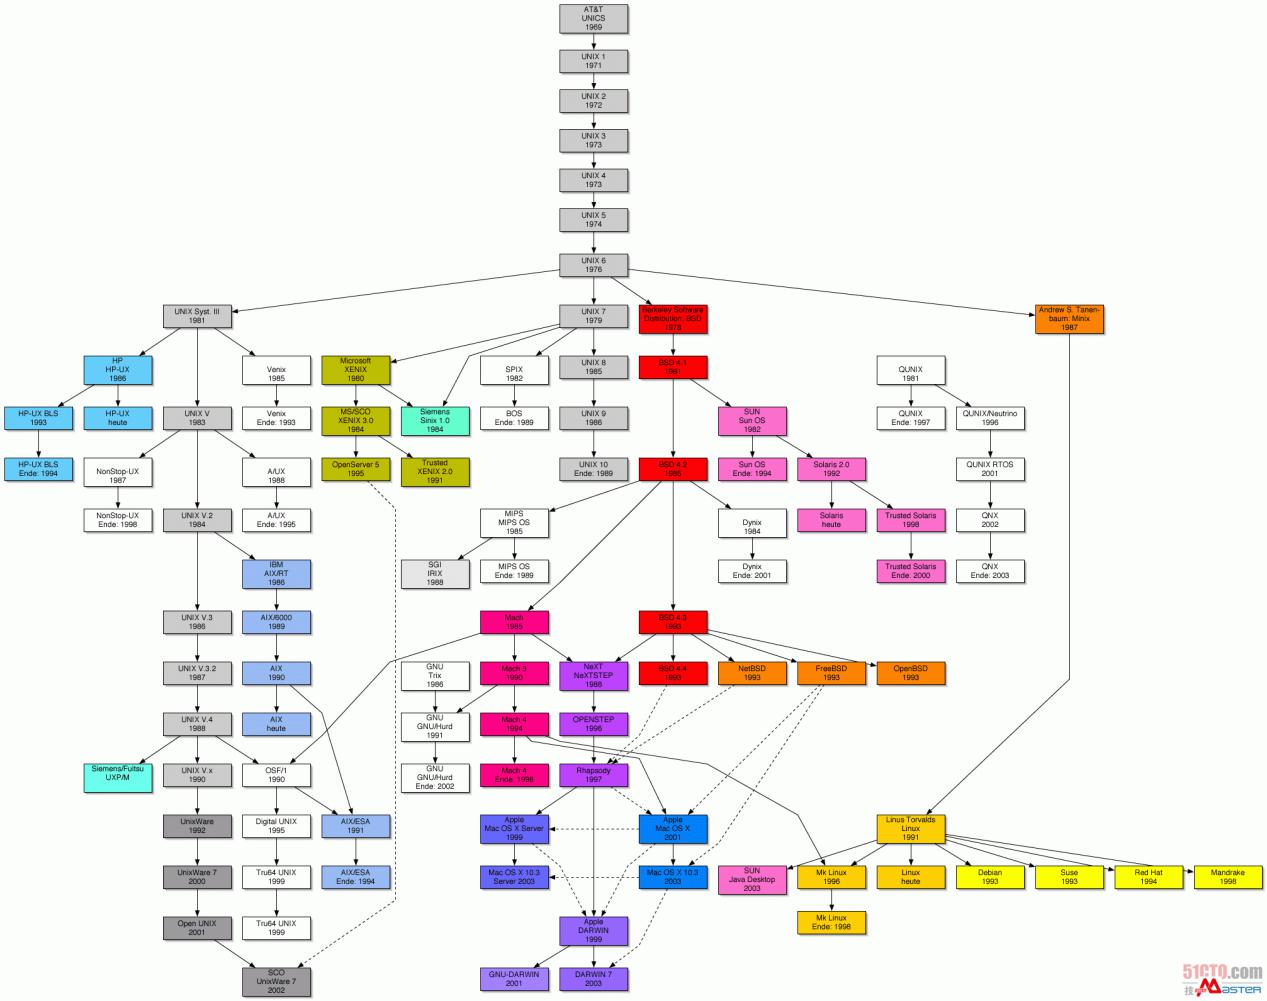 AT&T
UNICS
1969
UNIX 1
1971
UNIX 2
1972
UNIX 3
1973
UNIX 4
1973
UNIX 5
1974
UNIX 6
1976
UNIX Syst. III
1981
UNIX 7
1979
Berkeley Software
Distribution: BSD
1978
Andrew S. Tanen-
baum: Minix
1987
HP
HP-UX
1986
Venix
1985
Microsoft
XENIX
1980
SPIX
1982
UNIX 8
1985
BSD 4.1
1981
QUNIX
1981
HP-UX BLS
1993
HP-UX
heute
UNIX V
1983
Venix
Ende: 1993
MS/SCO
XENIX 3.0
1984
Siemens
Sinix 1.0
1984
BOS
Ende: 1989
UNIX 9
1986
SUN
Sun OS
1982
QUNIX
Ende: 1997
QUNIX/Neutrino
1996
HP-UX BLS
Ende: 1994
NonStop-UX
1987
A/UX
1988
OpenServer 5
1995
Trusted
XENIX 2.0
1991
UNIX 10
Ende: 1989
BSD 4.2
1985
Sun OS
Ende: 1994
Solaris 2.0
1992
QUNIX RTOS
2001
NonStop-UX
Ende: 1998
UNIX V.2
1984
A/UX
Ende: 1995
MIPS
MIPS OS
1985
Dynix
1984
Solaris
heute
Trusted Solaris
1998
QNX
2002
IBM
AIX/RT
1986
SGI
IRIX
1988
MIPS OS
Ende: 1989
Dynix
Ende: 2001
Trusted Solaris
Ende: 2000
QNX
Ende: 2003
UNIX V.3
1986
AIX/6000
1989
Mach
1985
BSD 4.3
1993
UNIX V.3.2
1987
AIX
1990
GNU
Trix
1986
Mach 3
1990
NeXT
NeXTSTEP
1988
BSD 4.4
1993
NetBSD
1993
FreeBSD
1993
OpenBSD
1993
UNIX V.4
1988
AIX
heute
GNU
GNU/Hurd
1991
Mach 4
1994
OPENSTEP
1996
Siemens/Fuitsu
UXP/M
UNIX V.x
1990
OSF/1
1990
GNU
GNU/Hurd
Ende: 2002
Mach 4
Ende: 1996
Rhapsody
1997
UnixWare
1992
Digital UNIX
1995
AIX/ESA
1991
Apple
Mac OS X Server
1999
Apple
Mac OS X
2001
Linus Torvalds
Linux
1991
UnixWare 7
2000
Tru64 UNIX
1999
AIX/ESA
Ende: 1994
Mac OS X 10.3
Server 2003
Mac OS X 10.3
2003
SUN
Java Desktop
2003
Mk Linux
1996
Linux
heute
Debian
1993
Suse
1993
Red Hat
1994
Mandrake
1998
Open UNIX
2001
Tru64 UNIX
1999
Apple
DARWIN
1999
Mk Linux
Ende: 1998
SCO
UnixWare 7
2002
GNU-DARWIN
2001
DARWIN 7
2003
51CTO.com
Master